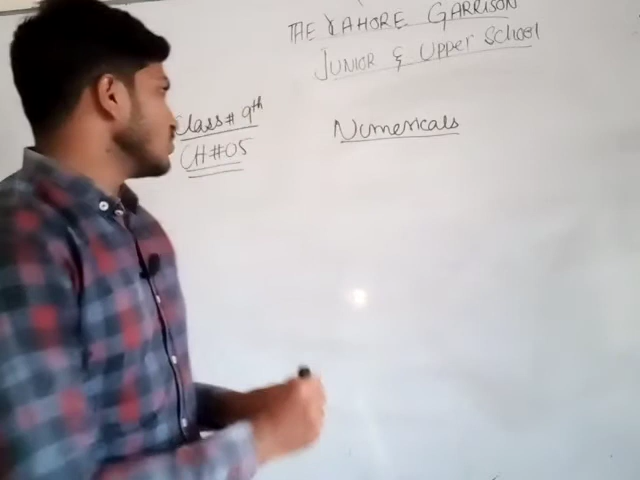 THE LAHORE GARRISON
JUNIOR & Upper School
Class# 9th
CH#05
Numericals